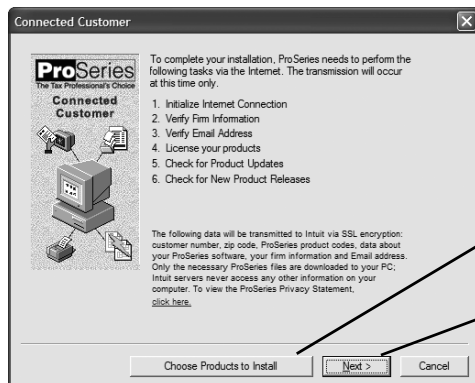 Connected Customer
ProSeries
The Tax Professional's Choice
Connected
Customer
To complete your installation, ProSeries needs to perform the
following tasks via the Internet. The transmission will occur
at this time only.
1. Initialize Internet Connection
2. Verify Firm Information
3. Verify Email Address
4. License your products
5. Check for Product Updates
6. Check for New Product Releases
The following data will be transmitted to Intuit via SSL encryption:
customer number, zip code, ProSeries product codes, data about
your ProSeries software, your firm information and Email address.
Only the necessary ProSeries files are downloaded to your PC;
Intuit servers never access any other information on your
computer. To view the ProSeries Privacy Statement,
click here.
Choose Products to Install
Next >
Cancel